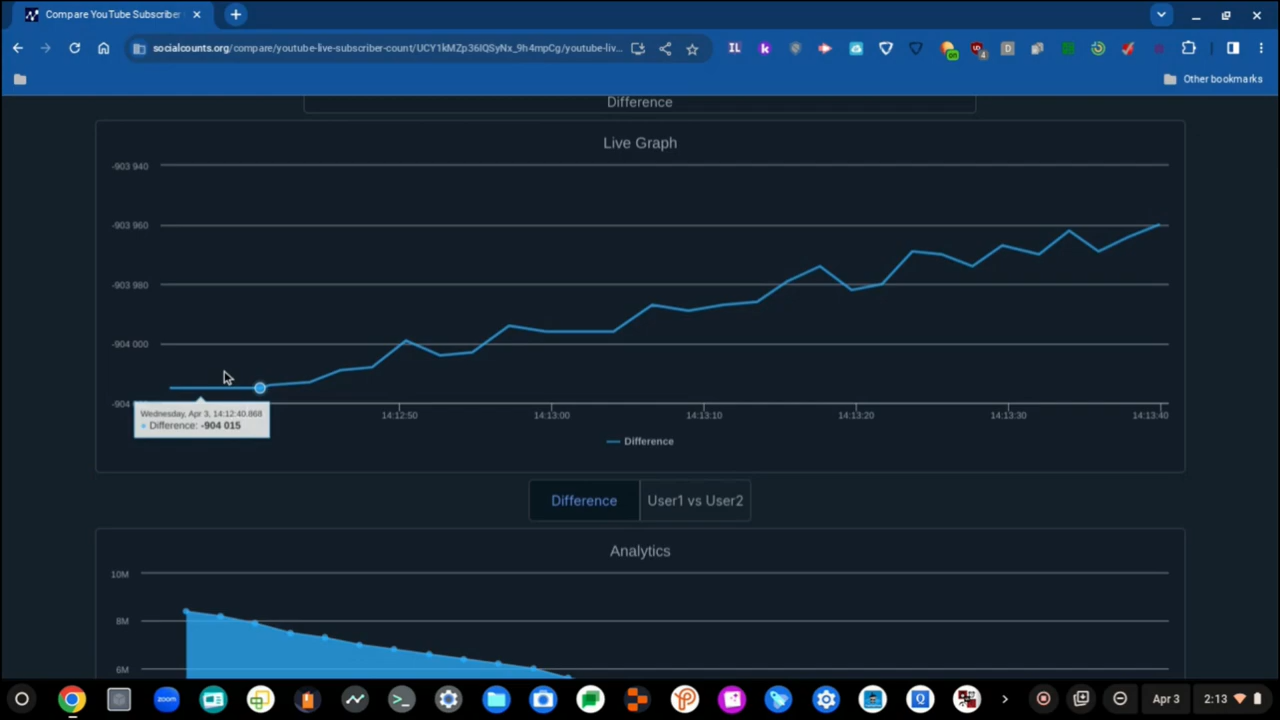 Compare YouTube Subscriber
socialcounts.org/compare/youtube-live-subscriber-count/UCY1kMZp36IQSyNx_9h4mpCg/youtube-liv...
Other bookmarks
Difference
Live Graph
-903 940
-903 960
-903 980
-904 000
-904
Wednesday, Apr 3, 14:12:40.868
Difference: -904 015
14:12:50
14:13:00
14:13:10
14:13:20
14:13:30
14:13:40
Difference
Difference
User1 vs User2
Analytics
10M
8M
6M
zoom
Apr 3
2:13